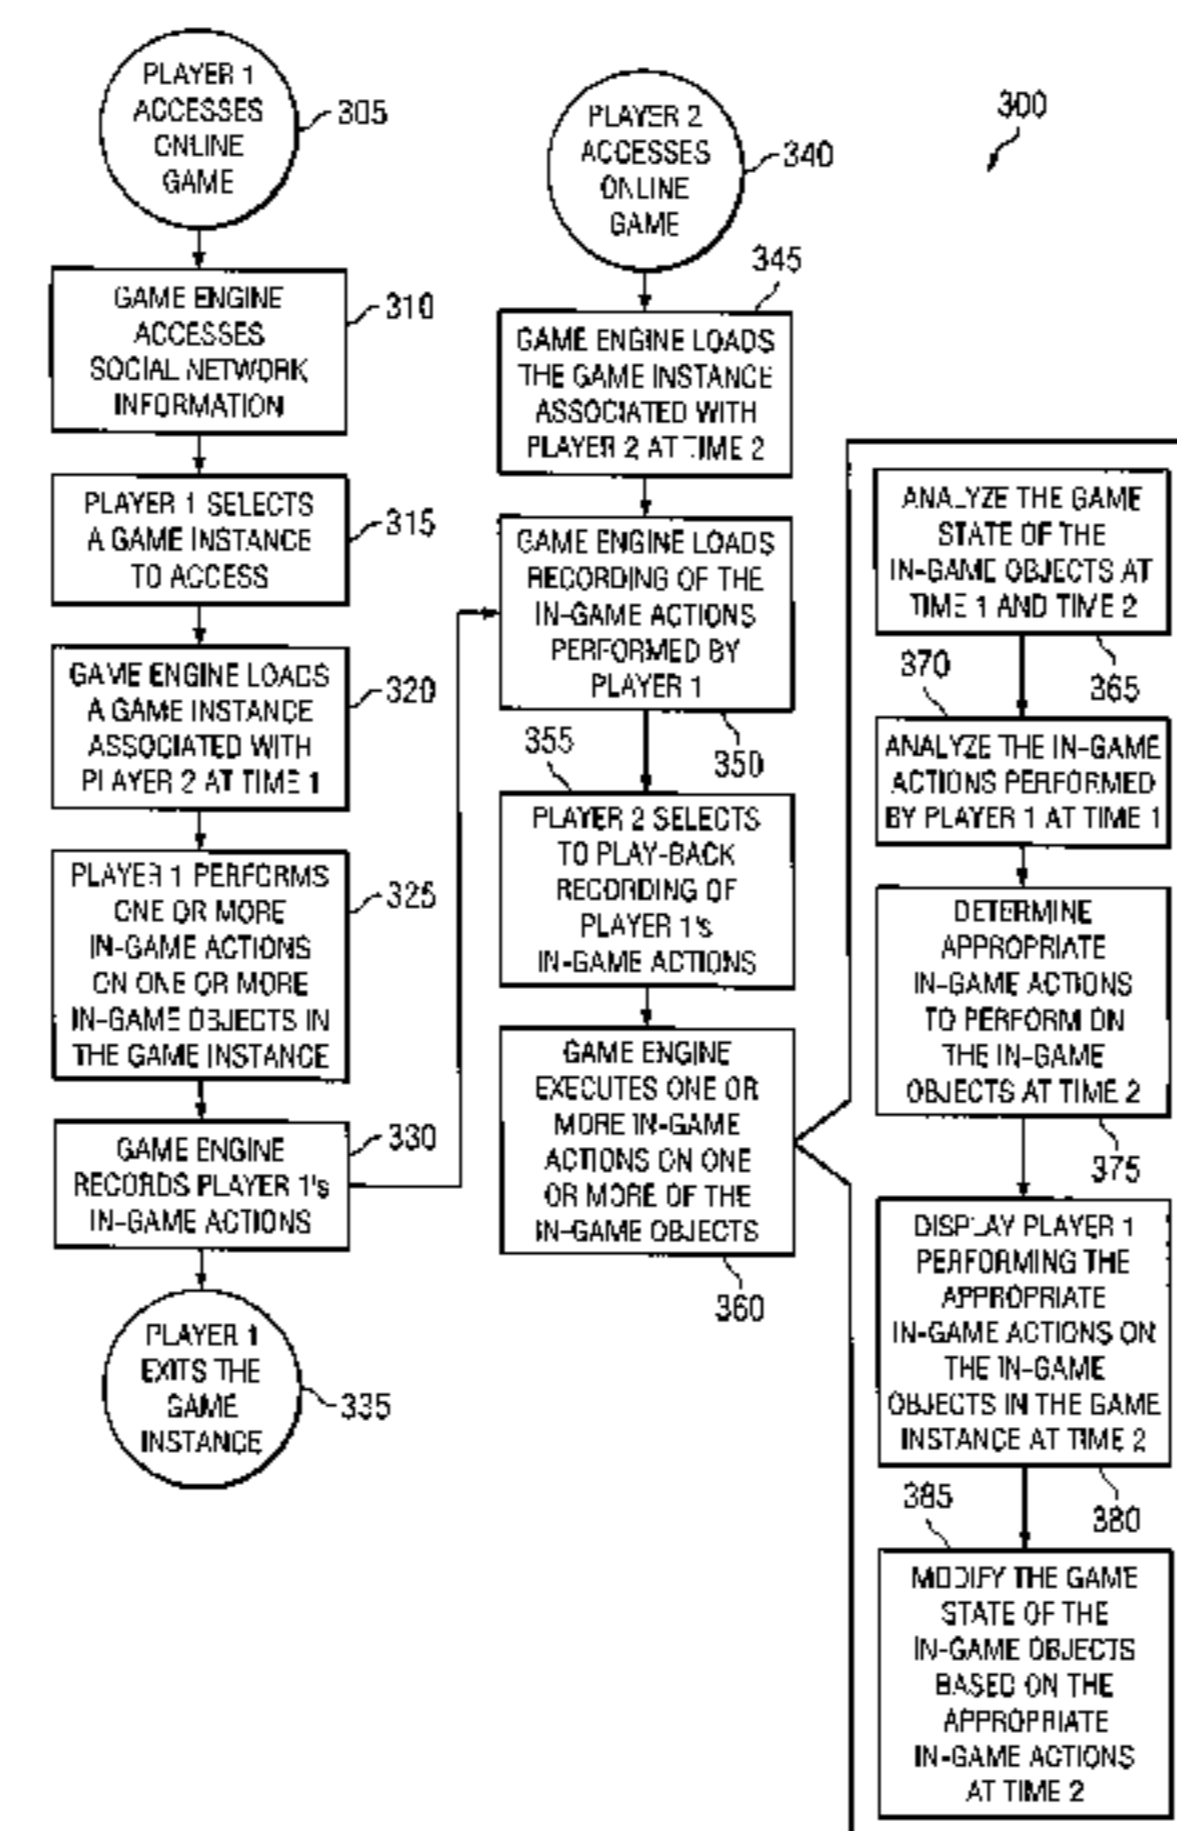 PLAYER 1
ACCESSES
ONLINE
GAME
305
GAME ENGINE
ACCESSES
SOCIAL NETWORK
INFORMATION
310
PLAYER 1 SELECTS
A GAME INSTANCE
TO ACCESS
315
GAME ENGINE LOADS
A GAME INSTANCE
ASSOCIATED WITH
PLAYER 2 AT TIME 1
320
PLAYER 1 PERFORMS
ONE OR MORE
IN-GAME ACTIONS
ON ONE OR MORE
IN-GAME OBJECTS IN
THE GAME INSTANCE
325
GAME ENGINE
RECORDS PLAYER 1's
IN-GAME ACTIONS
330
PLAYER 1
EXITS THE
GAME
INSTANCE
335
PLAYER 2
ACCESSES
ONLINE
GAME
340
345
GAME ENGINE LOADS
THE GAME INSTANCE
ASSOCIATED WITH
PLAYER 2 AT TIME 2
GAME ENGINE LOADS
RECORDING OF THE
IN-GAME ACTIONS
PERFORMED BY
PLAYER 1
350
355
PLAYER 2 SELECTS
TO PLAY-BACK
RECORDING OF
PLAYER 1's
IN-GAME ACTIONS
GAME ENGINE
EXECUTES ONE OR
MORE IN-GAME
ACTIONS ON ONE
OR MORE OF THE
IN-GAME OBJECTS
360
300
ANALYZE THE GAME
STATE OF THE
IN-GAME OBJECTS AT
TIME 1 AND TIME 2
365
370
ANALYZE THE IN-GAME
ACTIONS PERFORMED
BY PLAYER 1 AT TIME 1
DETERMINE
APPROPRIATE
IN-GAME ACTIONS
TO PERFORM ON
THE IN-GAME
OBJECTS AT TIME 2
375
DISPLAY PLAYER 1
PERFORMING THE
APPROPRIATE
IN-GAME ACTIONS ON
THE IN-GAME
OBJECTS IN THE GAME
INSTANCE AT TIME 2
380
385
MODIFY THE GAME
STATE OF THE
IN-GAME OBJECTS
BASED ON THE
APPROPRIATE
IN-GAME ACTIONS
AT TIME 2